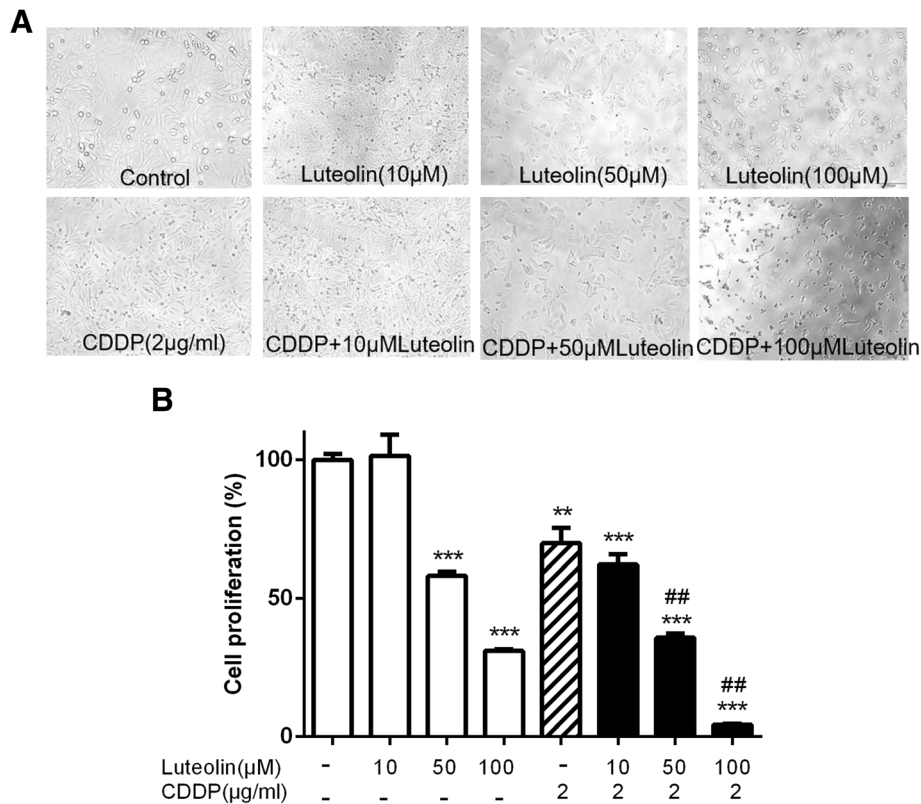 A
Control
Luteolin(10μM)
Luteolin(50μM)
Luteolin(100μM)
CDDP(2μg/ml)
CDDP+10μMLuteolin
CDDP+50μMLuteolin
CDDP+100μMLuteolin
B
Cell proliferation (%)
100
50
0
***
***
**
***
##
***
##
***
Luteolin(μM) - 10 50 100 - 10 50 100
CDDP(μg/ml) - - - - 2 2 2 2